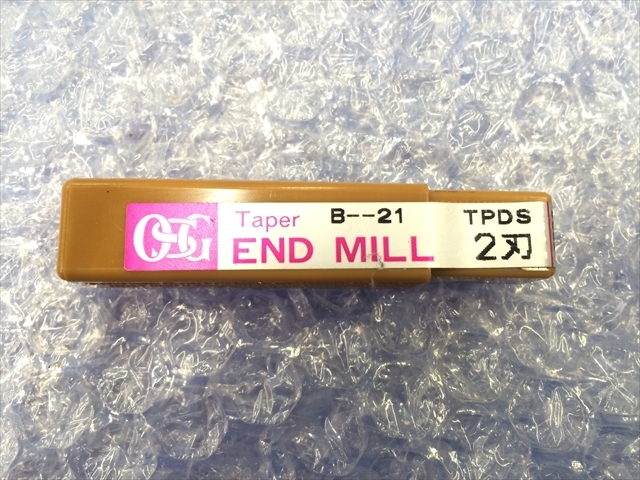 OSG Taper B--21 TPDS
END MILL 2刃